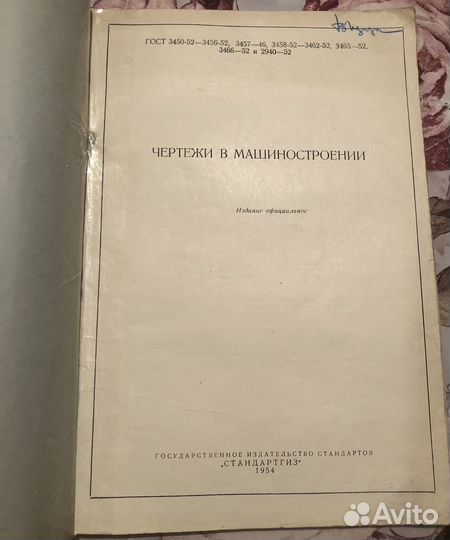 ГОСТ 3450-52—3456-52, 3457—46, 3458-52—3462-52, 3465—52,
3466—52 и 2940—52
ЧЕРТЕЖИ В МАШИНОСТРОЕНИИ
Издание официальное
ГОСУДАРСТВЕННОЕ ИЗДАТЕЛЬСТВО СТАНДАРТОВ
„СТАНДАРТГИЗ“
1954
Avito